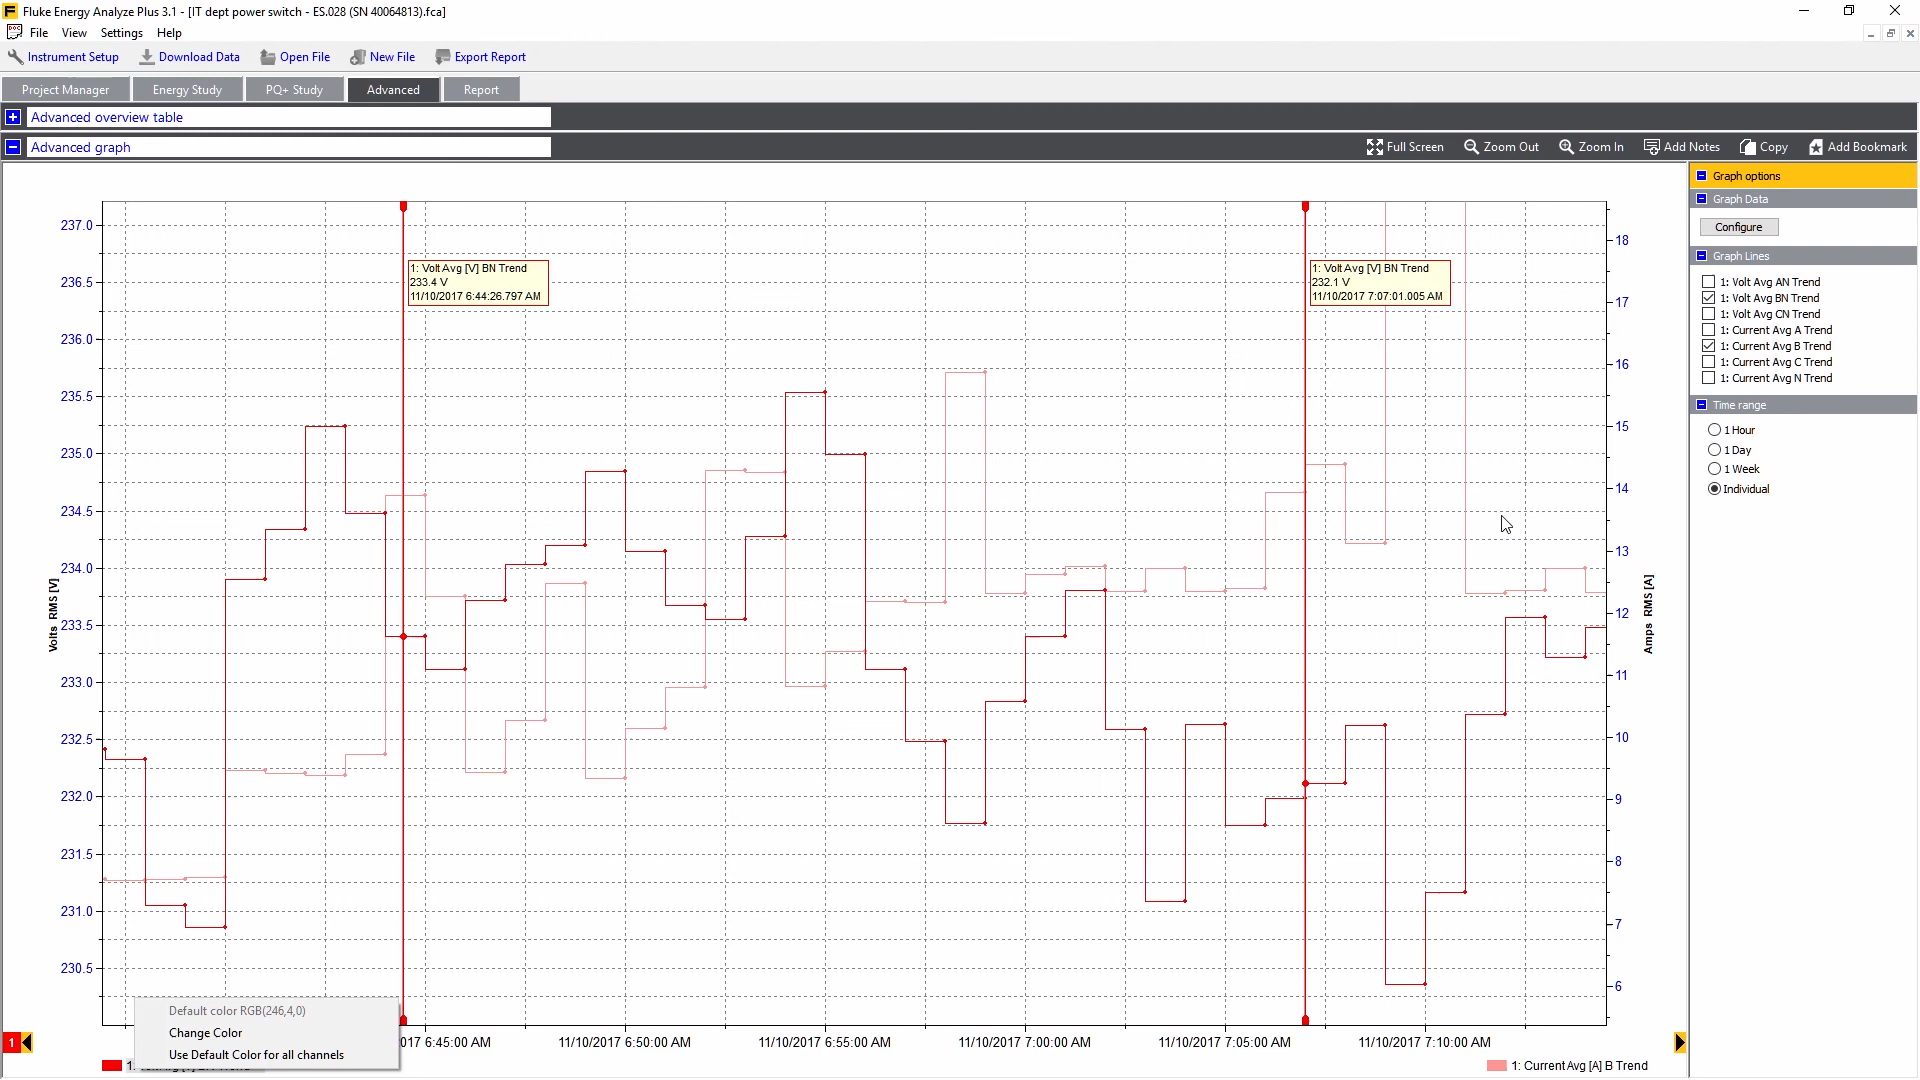 Fluke Energy Analyze Plus 3.1 - [IT dept power switch - ES.028 (SN 40064813).fca]
File View Settings Help
Instrument Setup Download Data Open File New File Export Report
Project Manager Energy Study PQ+ Study Advanced Report
Advanced overview table
Advanced graph Full Screen Zoom Out Zoom In Add Notes Copy Add Bookmark
Graph options
Graph Data
Configure
Graph Lines
1: Volt Avg AN Trend
1: Volt Avg BN Trend
1: Volt Avg CN Trend
1: Current Avg A Trend
1: Current Avg B Trend
1: Current Avg C Trend
1: Current Avg N Trend
Time range
1 Hour
1 Day
1 Week
Individual
1: Volt Avg [V] BN Trend
233.4 V
11/10/2017 6:44:26.797 AM
1: Volt Avg [V] BN Trend
232.1 V
11/10/2017 7:07:01.005 AM
237.0
236.5
236.0
235.5
235.0
234.5
234.0
233.5
233.0
232.5
232.0
231.5
231.0
230.5
Volts RMS [V]
18
17
16
15
14
13
12
11
10
9
8
7
6
Amps RMS [A]
Default color RGB(246,4,0)
Change Color
Use Default Color for all channels
1 017 6:45:00 AM 11/10/2017 6:50:00 AM 11/10/2017 6:55:00 AM 11/10/2017 7:00:00 AM 11/10/2017 7:05:00 AM 11/10/2017 7:10:00 AM
1: Current Avg [A] B Trend